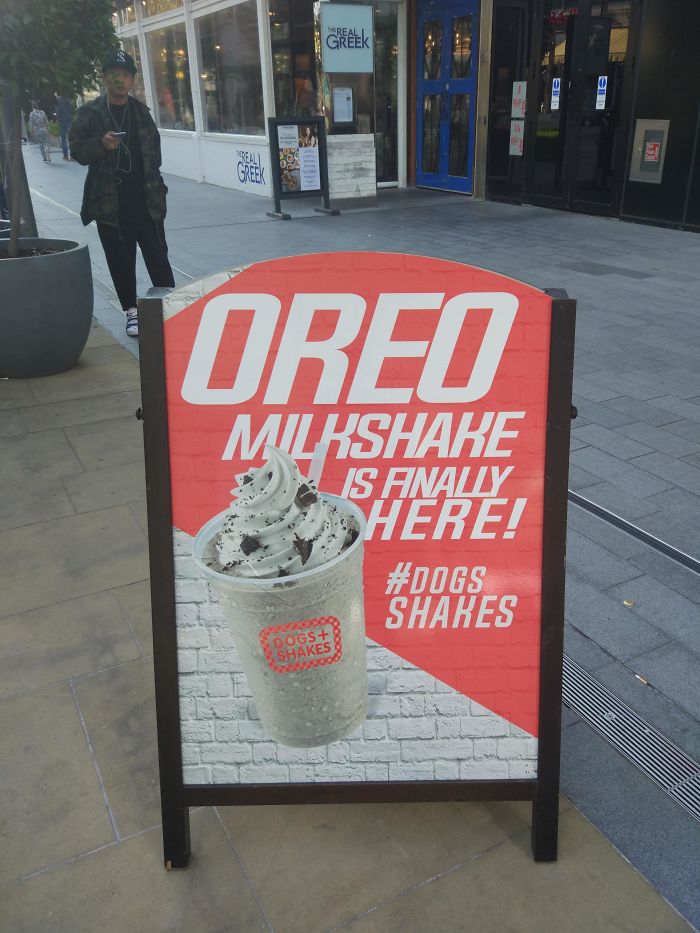 THE REAL
GREEK
THE REAL
GREEK
OREO
MILKSHAKE
IS FINALLY
HERE!
#DOGS
SHAKES
DOGS+
SHAKES